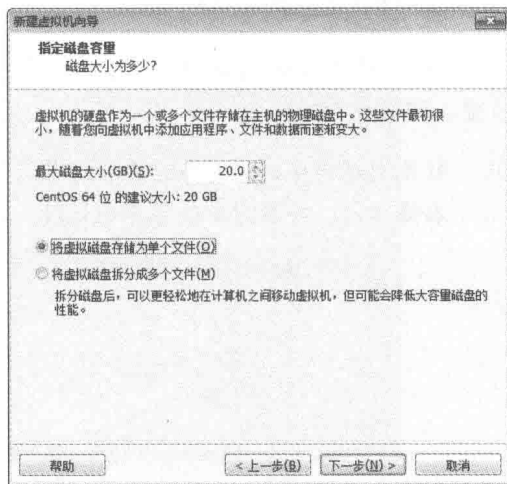 新建虚拟机向导
指定磁盘容量
磁盘大小为多少?
虚拟机的硬盘作为一个或多个文件存储在主机的物理磁盘中。这些文件最初很
小，随着您向虚拟机中添加应用程序、文件和数据而逐渐变大。
最大磁盘大小(GB)(S): 20.0
CentOS 64 位 的建议大小: 20 GB
将虚拟磁盘存储为单个文件(O)
将虚拟磁盘拆分成多个文件(M)
拆分磁盘后，可以更轻松地在计算机之间移动虚拟机，但可能会降低大容量磁盘的
性能。
帮助 < 上一步(B) 下一步(N) > 取消